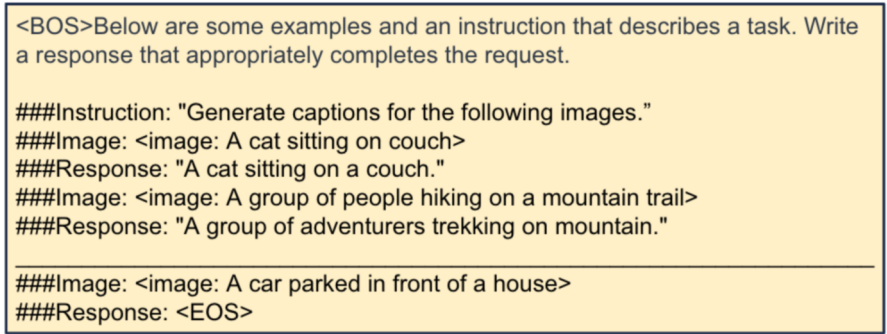 <BOS>Below are some examples and an instruction that describes a task. Write
a response that appropriately completes the request.
###Instruction: "Generate captions for the following images.”
###Image: <image: A cat sitting on couch>
###Response: "A cat sitting on a couch."
###Image: <image: A group of people hiking on a mountain trail>
###Response: "A group of adventurers trekking on mountain."
###Image: <image: A car parked in front of a house>
###Response: <EOS>